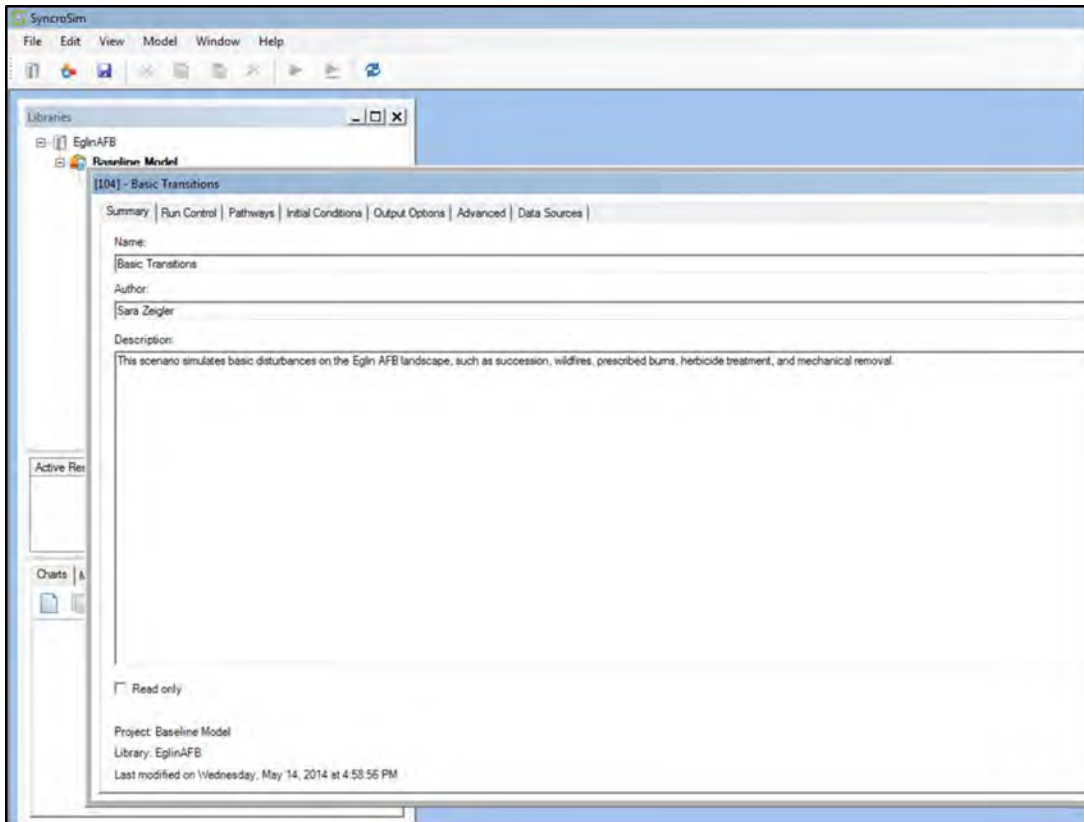 SyncroSim
File Edit View Model Window Help
Libraries
EglinAFB
Baseline Model
[104] - Basic Transitions
Summary Run Control Pathways Initial Conditions Output Options Advanced Data Sources
Name:
Basic Transitions
Author:
Sara Zeigler
Description:
This scenario simulates basic disturbances on the Eglin AFB landscape, such as succession, wildfires, prescribed burns, herbicide treatment, and mechanical removal.
Active
Charts
Read only
Project: Baseline Model
Library: EglinAFB
Last modified on Wednesday, May 14, 2014 at 4:58:56 PM